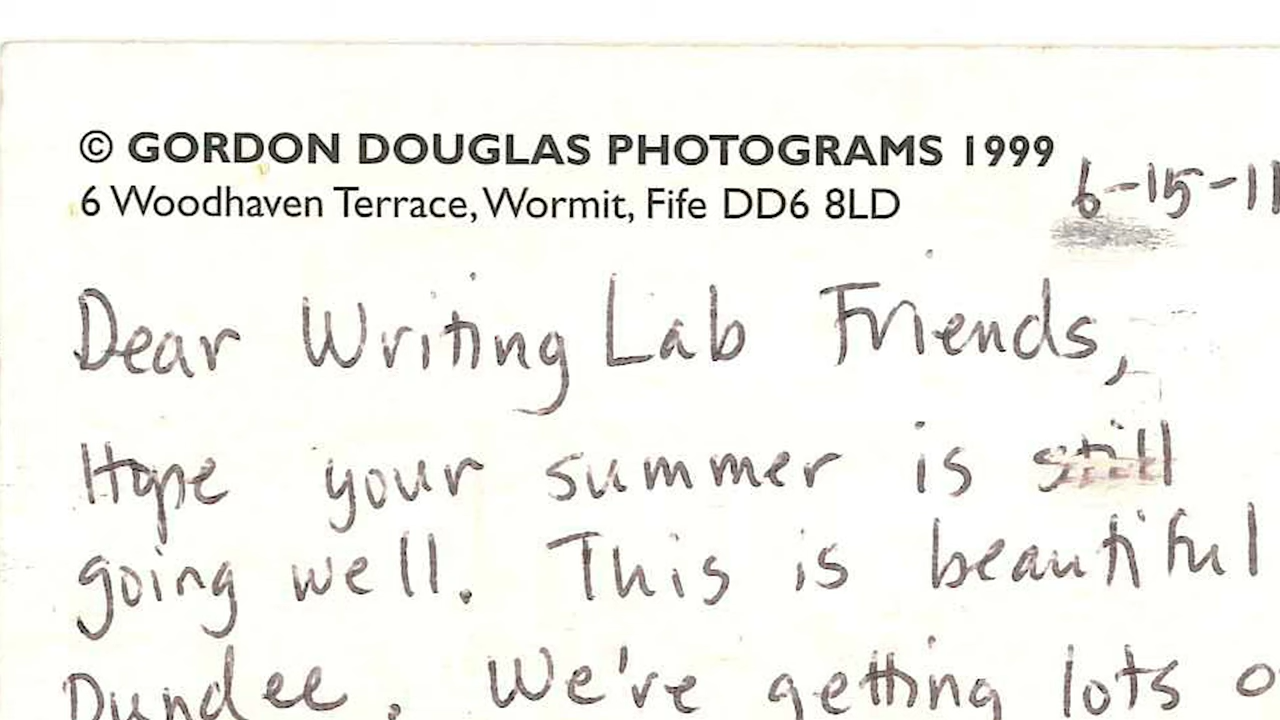 © GORDON DOUGLAS PHOTOGRAMS 1999
6 Woodhaven Terrace, Wormit, Fife DD6 8LD
6-15-11
Dear Writing Lab Friends,
Hope your summer is still
going well. This is beautiful
Dundee. We've getting lots o